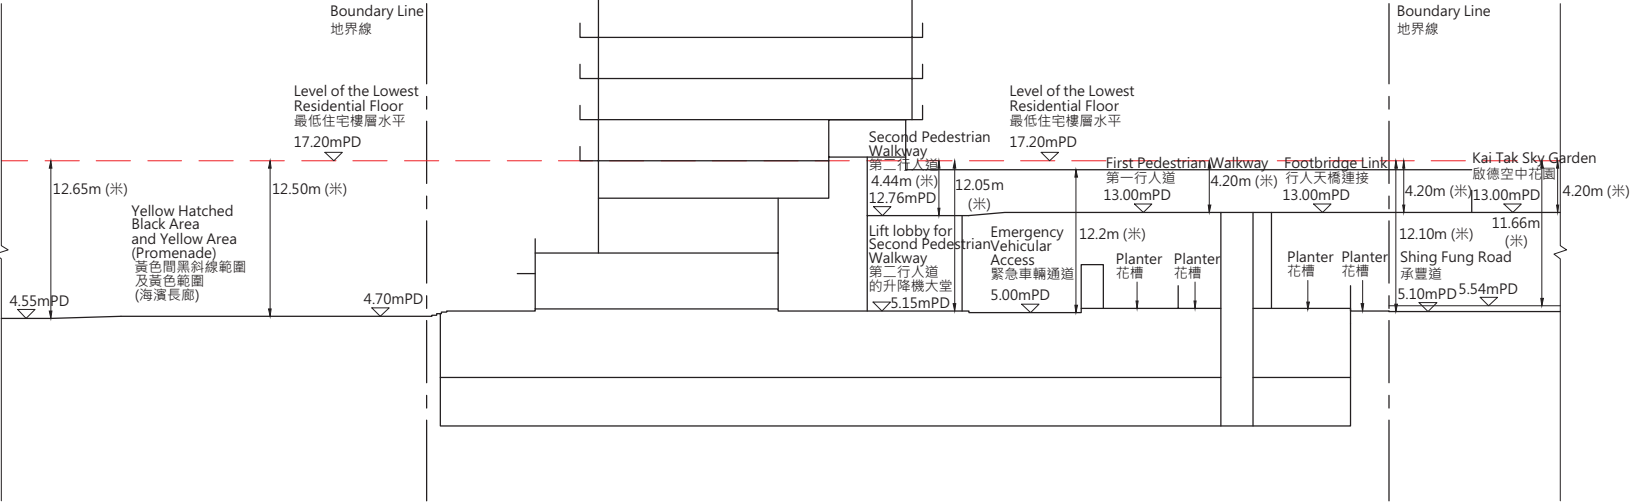 Boundary Line
地界線
Boundary Line
地界線
Level of the Lowest
Residential Floor
最低住宅樓層水平
17.20mPD
Level of the Lowest
Residential Floor
最低住宅樓層水平
17.20mPD
12.65m (米)
12.50m (米)
Yellow Hatched
Black Area
and Yellow Area
(Promenade)
黃色間黑斜線範圍
及黃色範圍
(海濱長廊)
4.55mPD
4.70mPD
Second Pedestrian
Walkway
第二行人道
4.44m (米)
12.76mPD
12.05m
(米)
Lift lobby for
Second Pedestrian
Walkway
第二行人道
的升降機大堂
5.15mPD
Emergency
Vehicular
Access
緊急車輛通道
5.00mPD
12.2m (米)
First Pedestrian Walkway
第一行人道
13.00mPD
4.20m (米)
Footbridge Link
行人天橋連接
13.00mPD
4.20m (米)
Kai Tak Sky Garden
啟德空中花園
13.00mPD
4.20m (米)
11.66m
(米)
12.10m (米)
Planter
花槽
Planter
花槽
Planter
花槽
Planter
花槽
Shing Fung Road
承豐道
5.10mPD
5.54mPD